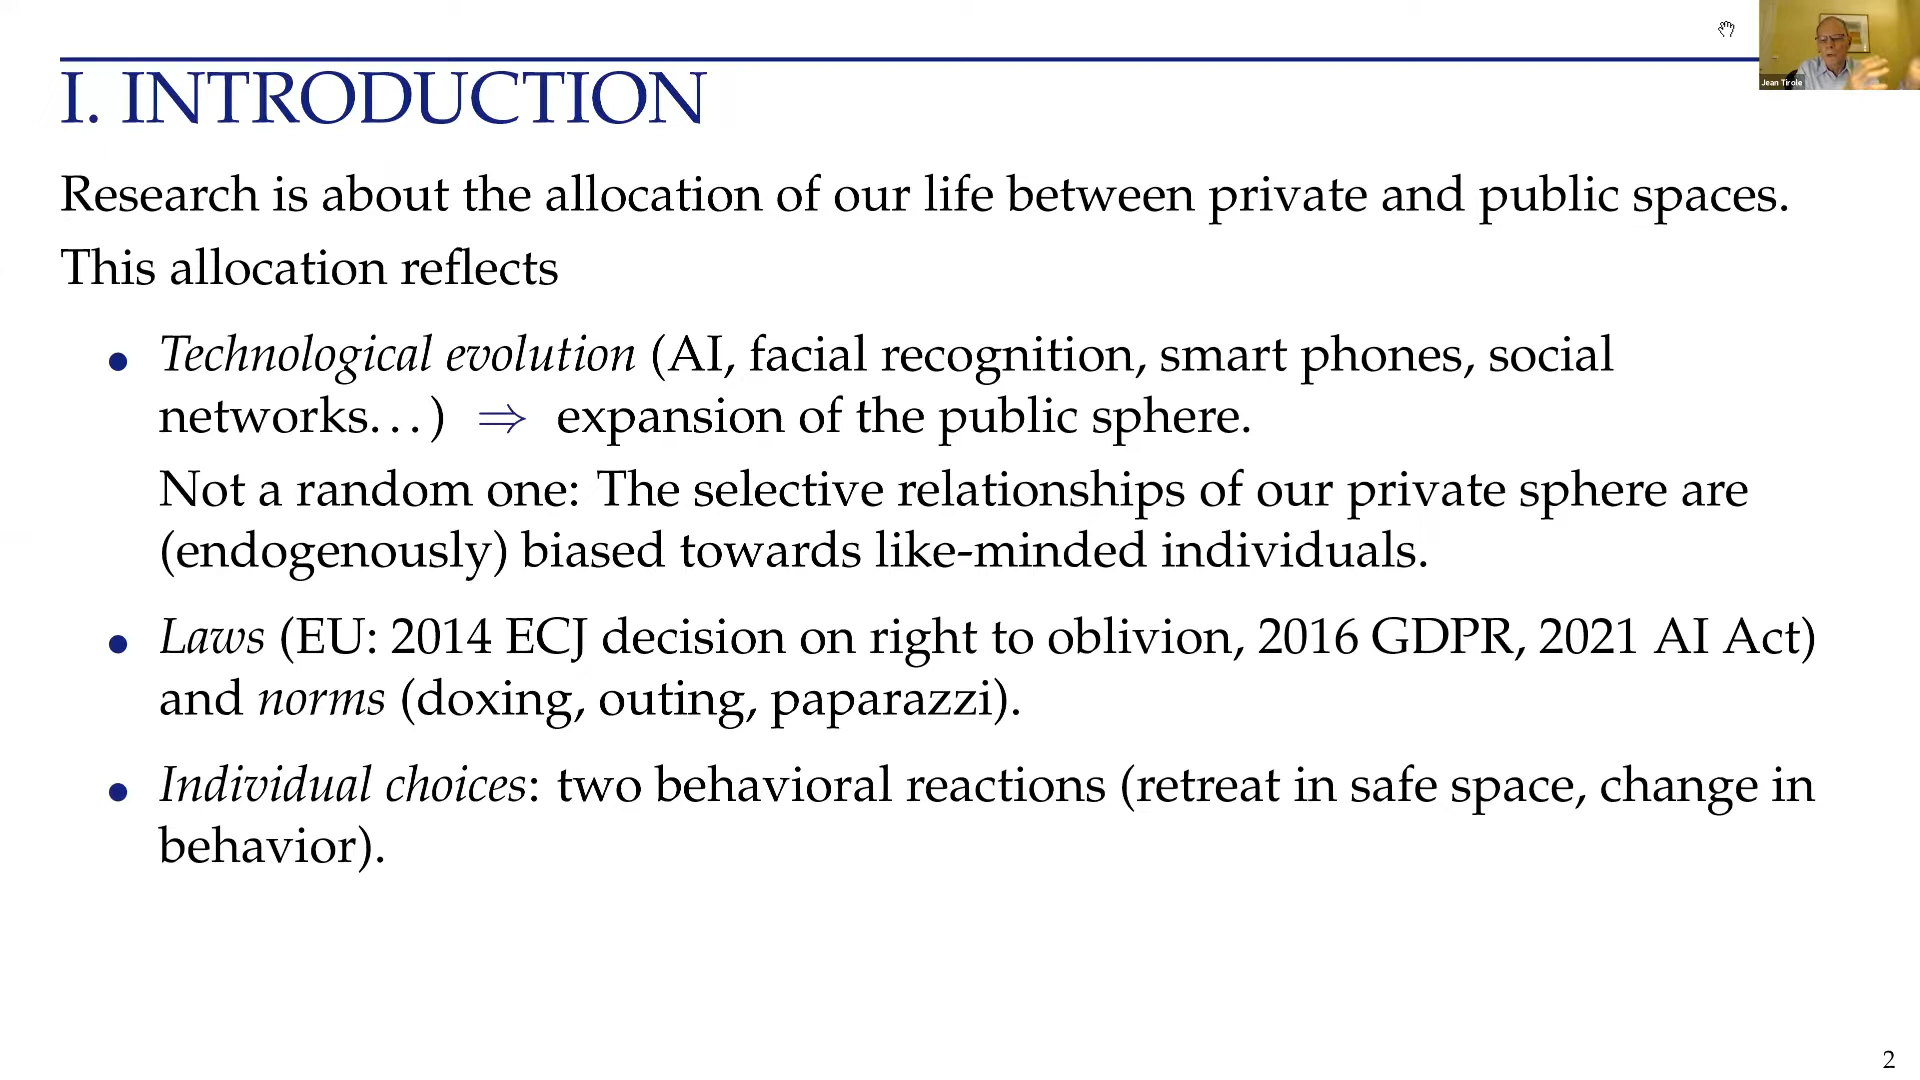 Jean Tirole
I. INTRODUCTION
Research is about the allocation of our life between private and public spaces.
This allocation reflects
• Technological evolution (AI, facial recognition, smart phones, social
networks...) ⇒ expansion of the public sphere.
Not a random one: The selective relationships of our private sphere are
(endogenously) biased towards like-minded individuals.
• Laws (EU: 2014 ECJ decision on right to oblivion, 2016 GDPR, 2021 AI Act)
and norms (doxing, outing, paparazzi).
• Individual choices: two behavioral reactions (retreat in safe space, change in
behavior).
2